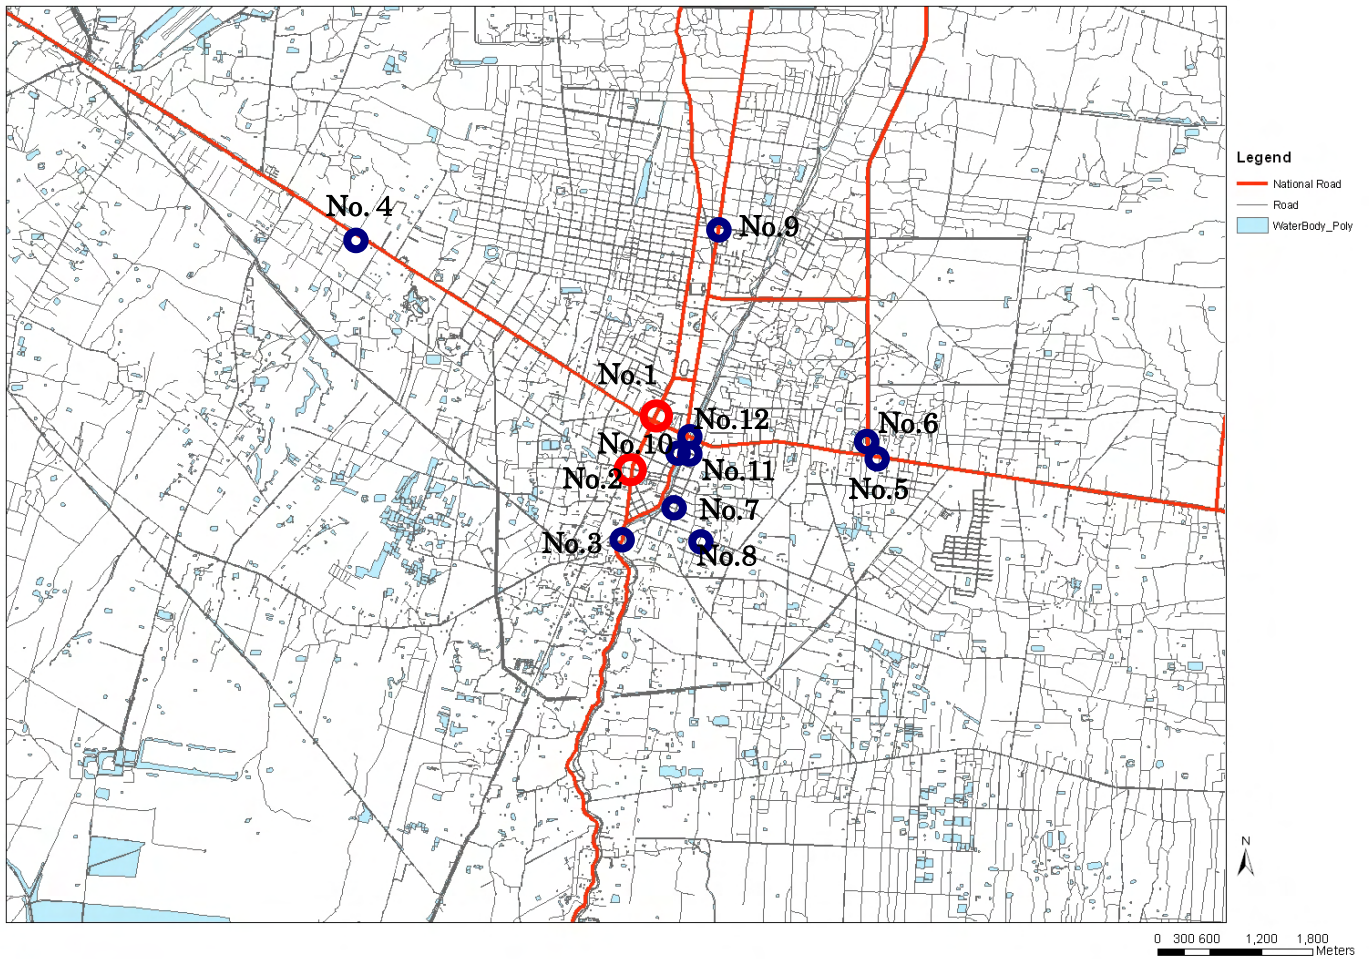 Legend
National Road
Road
WaterBody_Poly
No. 4
No.9
No.1
No.12
No.6
No.10
No.2
No.11
No.5
No.7
No.3
No.8
N
0 300 600 1,200 1,800
Meters